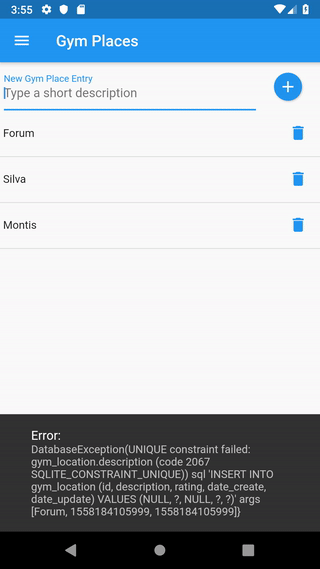 3:55
Gym Places
New Gym Place Entry
Type a short description
Forum
Silva
Montis
Error:
DatabaseException(UNIQUE constraint failed:
gym_location.description (code 2067
SQLITE_CONSTRAINT_UNIQUE)) sql 'INSERT INTO
gym_location (id, description, rating, date_create,
date_update) VALUES (NULL, ?, NULL, ?, ?)' args
[Forum, 1558184105999, 1558184105999]}